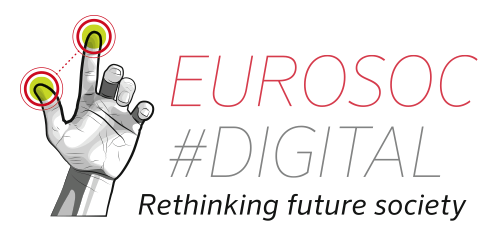 EUROSOC
#DIGITAL
Rethinking future society